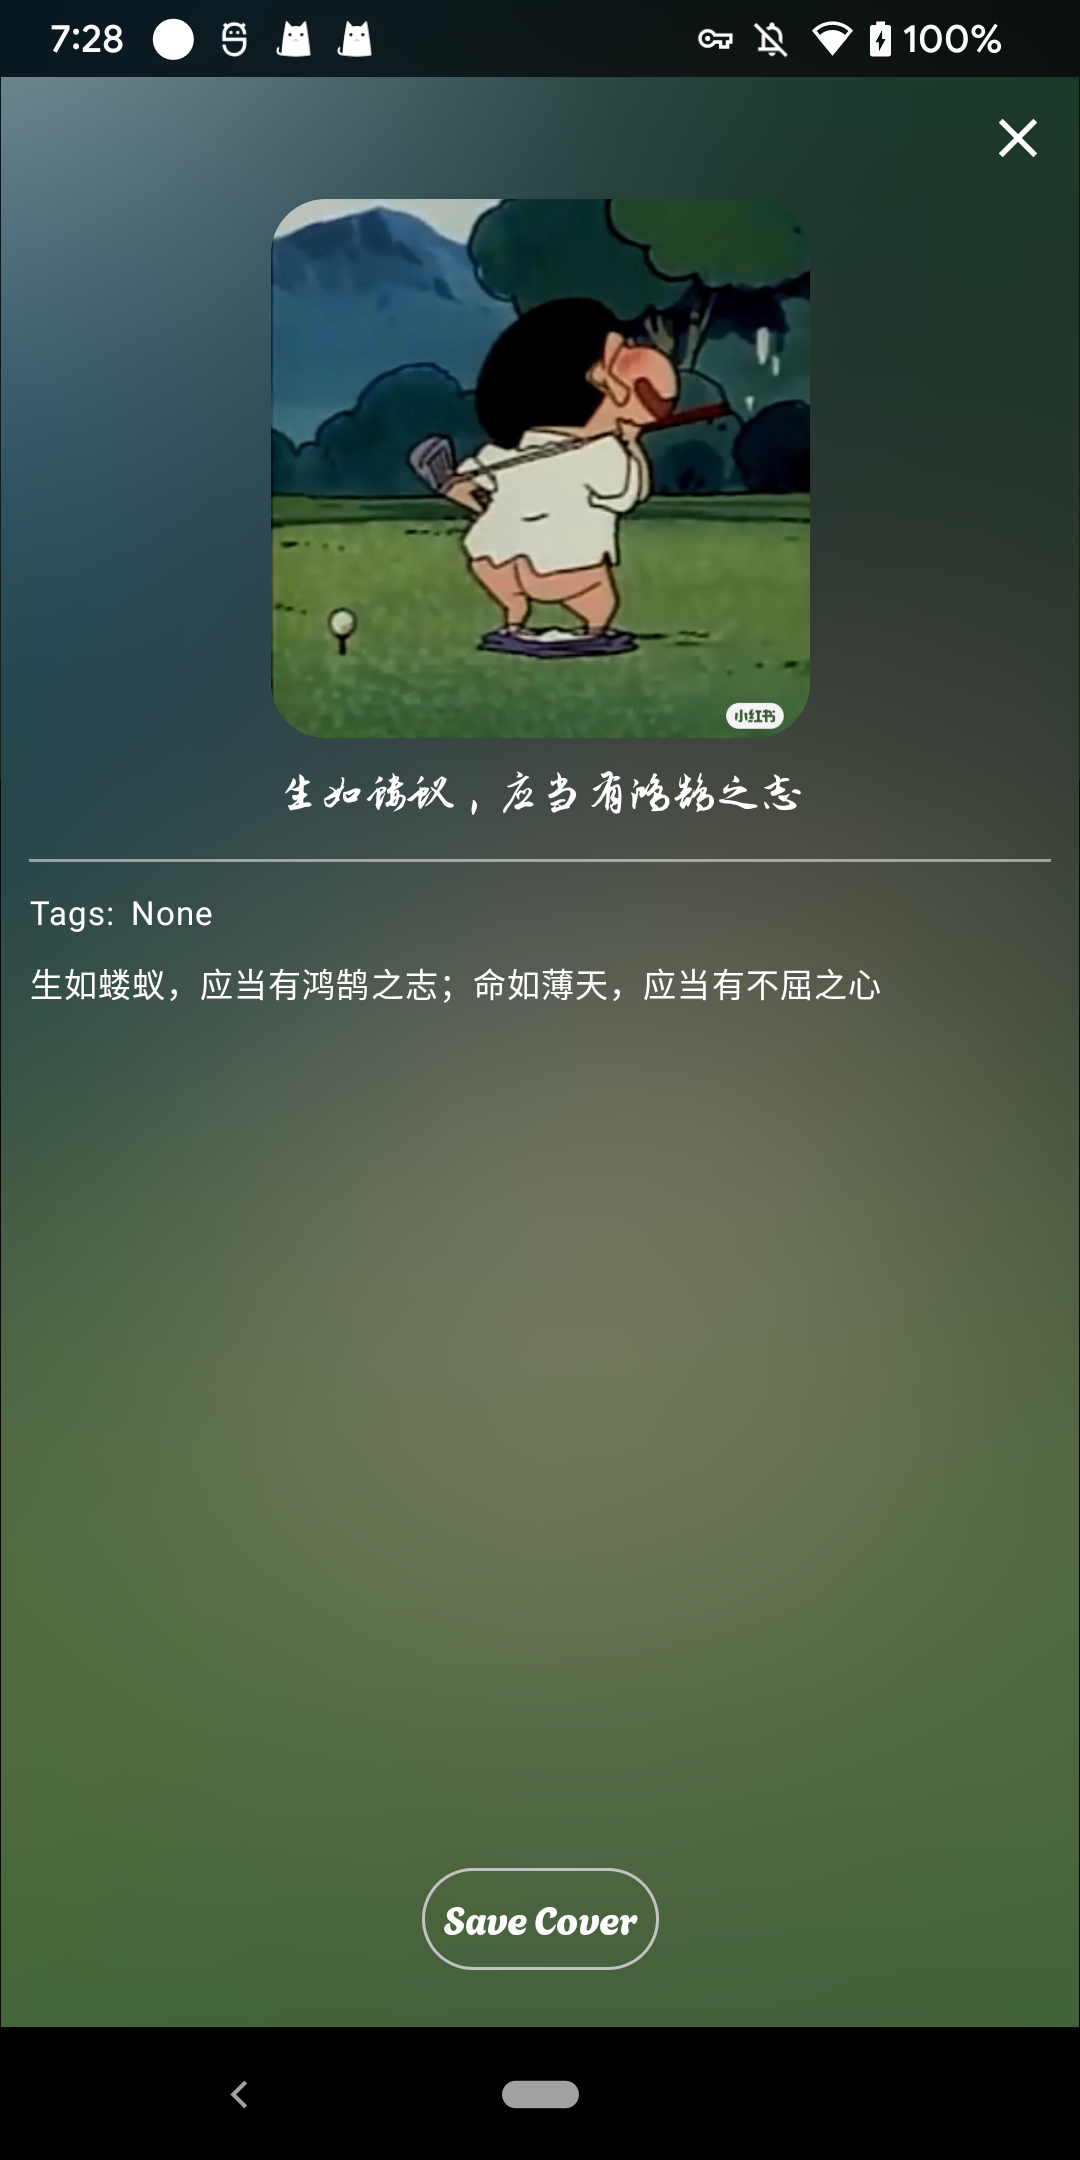 7:28
100%
小红书
生如蝼蚁，应当有鸿鹄之志
Tags: None
生如蝼蚁，应当有鸿鹄之志；命如薄天，应当有不屈之心
Save Cover